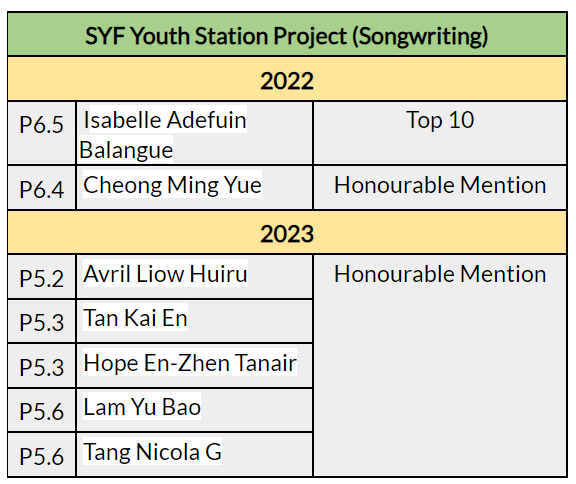 SYF Youth Station Project (Songwriting)
2022
P6.5 Isabelle Adefuin Top 10
Balangue
P6.4 Cheong Ming Yue Honourable Mention
2023
P5.2 Avril Liow Huiru Honourable Mention
P5.3 Tan Kai En
P5.3 Hope En-Zhen Tanair
P5.6 Lam Yu Bao
P5.6 Tang Nicola G